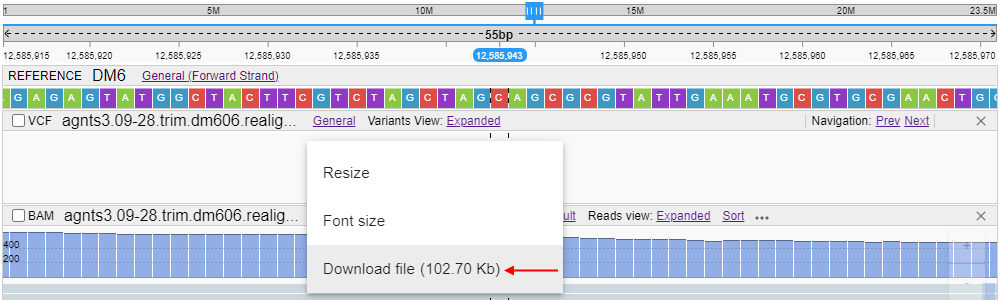 1 5M 10M 15M 20M 23.5M
55bp
12,585,915 12,585,920 12,585,925 12,585,930 12,585,935 12,585,943 12,585,950 12,585,955 12,585,960 12,585,965 12,585,970
REFERENCE DM6 General (Forward Strand)
G A G A G T A T G G C T A C T T C G T C T A G C T A G C A G C G C G T A T T G A A A T G C G T G C G A A C T G G
VCF agnts3.09-28.trim.dm606.realig... General Variants View: Expanded Navigation: Prev Next
Resize
BAM agnts3.09-28.trim.dm606.realig... ult Reads view: Expanded Sort
Font size
400
200
Download file (102.70 Kb)